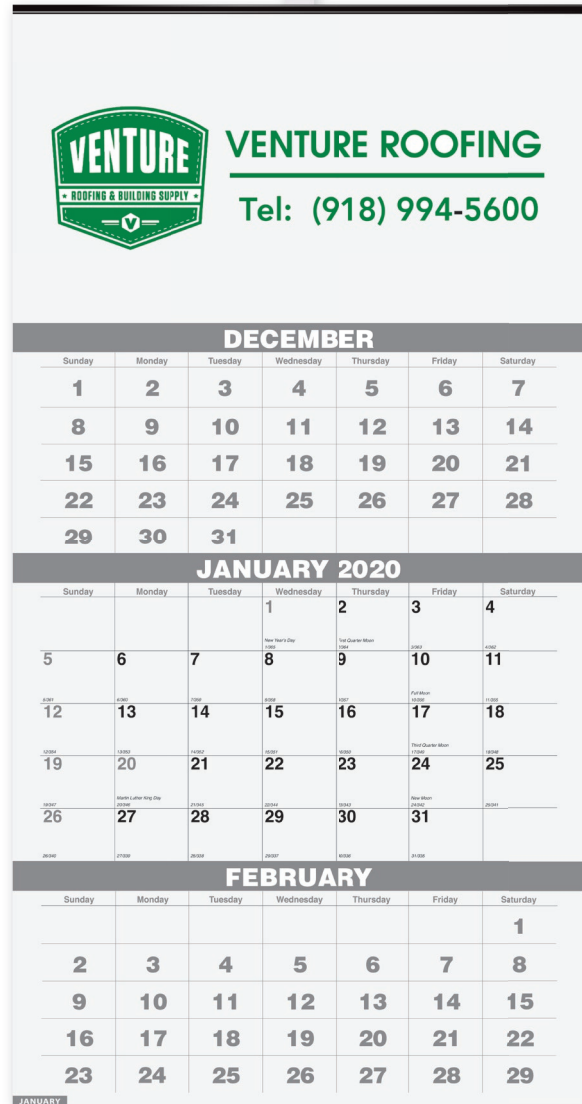 VENTURE
ROOFING & BUILDING SUPPLY
V
VENTURE ROOFING
Tel: (918) 994-5600
DECEMBER
Sunday Monday Tuesday Wednesday Thursday Friday Saturday
1 2 3 4 5 6 7
8 9 10 11 12 13 14
15 16 17 18 19 20 21
22 23 24 25 26 27 28
29 30 31
JANUARY 2020
Sunday Monday Tuesday Wednesday Thursday Friday Saturday
1 2 3 4
New Year's Day First Quarter Moon
5 6 7 8 9 10 11
Full Moon
12 13 14 15 16 17 18
Third Quarter Moon
19 20 21 22 23 24 25
Martin Luther King Day New Moon
26 27 28 29 30 31
FEBRUARY
Sunday Monday Tuesday Wednesday Thursday Friday Saturday
1
2 3 4 5 6 7 8
9 10 11 12 13 14 15
16 17 18 19 20 21 22
23 24 25 26 27 28 29
JANUARY